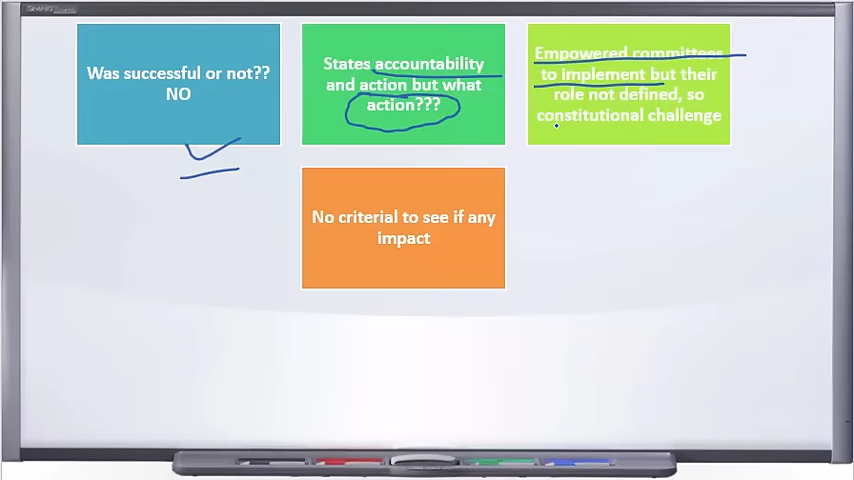 SMART
Was successful or not??
NO
States accountability
and action but what
action???
Empowered committees
to implement but their
role not defined, so
constitutional challenge
No criterial to see if any
impact